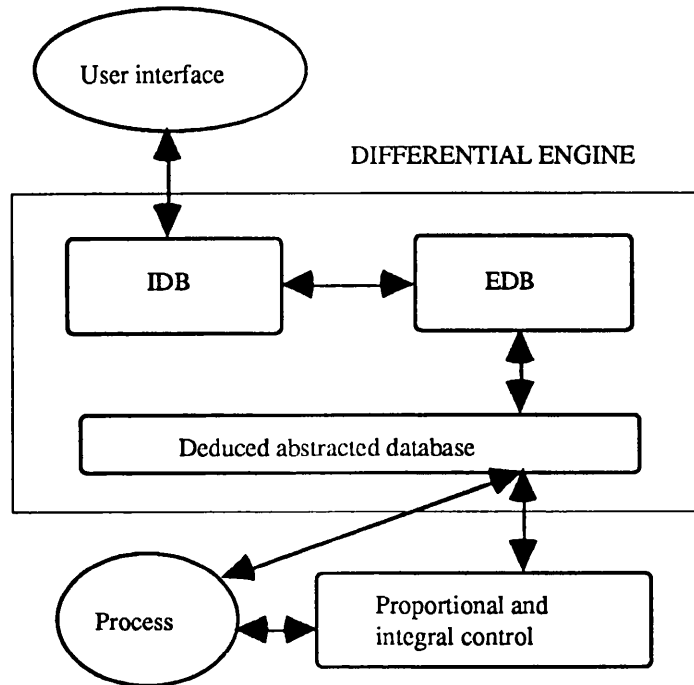 User interface
DIFFERENTIAL ENGINE
IDB
EDB
Deduced abstracted database
Process
Proportional and
integral control